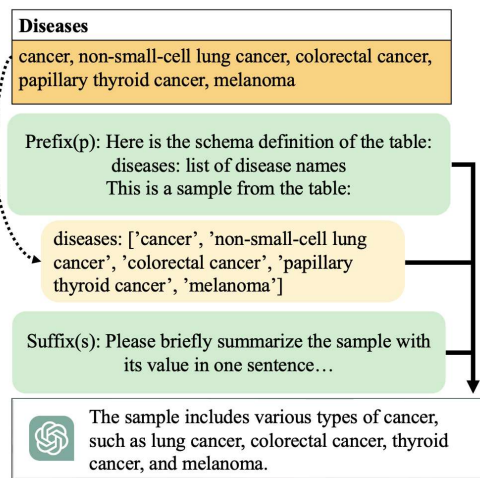 Diseases
cancer, non-small-cell lung cancer, colorectal cancer,
papillary thyroid cancer, melanoma
Prefix(p): Here is the schema definition of the table:
diseases: list of disease names
This is a sample from the table:
diseases: [’cancer’, ’non-small-cell lung
cancer’, ’colorectal cancer’, ’papillary
thyroid cancer’, ’melanoma’]
Suffix(s): Please briefly summarize the sample with
its value in one sentence…
The sample includes various types of cancer,
such as lung cancer, colorectal cancer, thyroid
cancer, and melanoma.